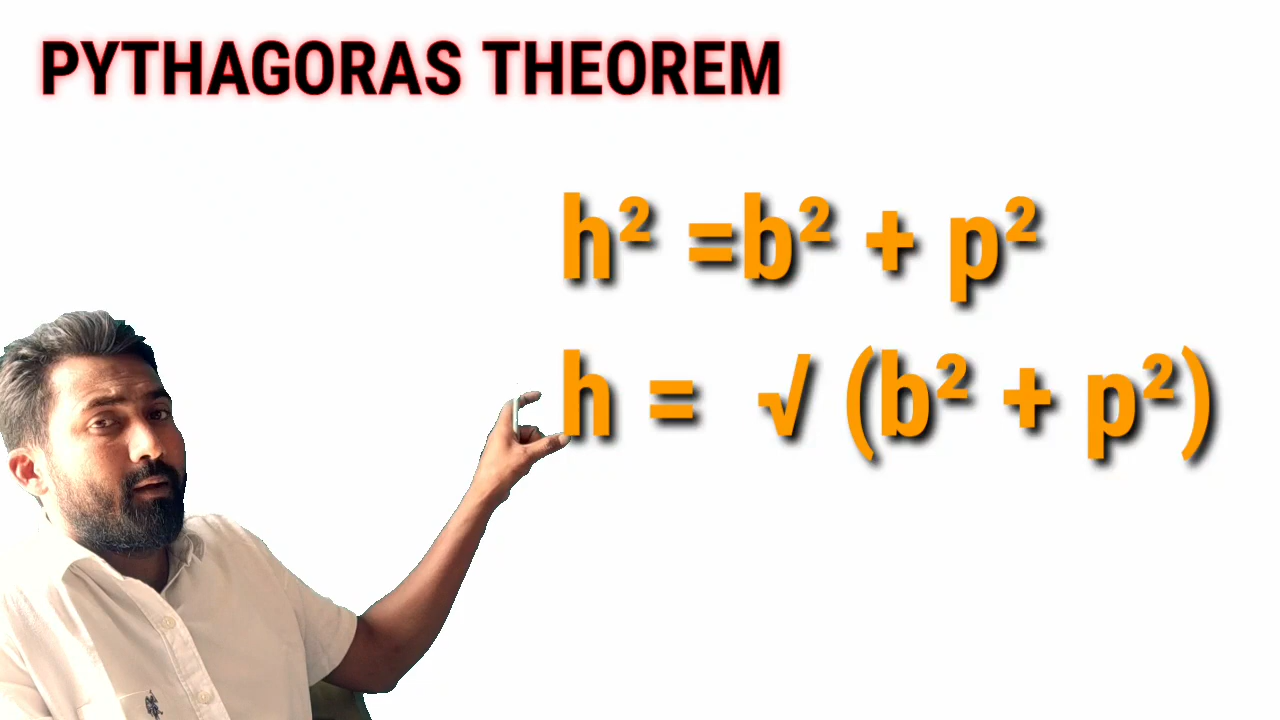 PYTHAGORAS THEOREM
h² =b² + p²
h = √ (b² + p²)